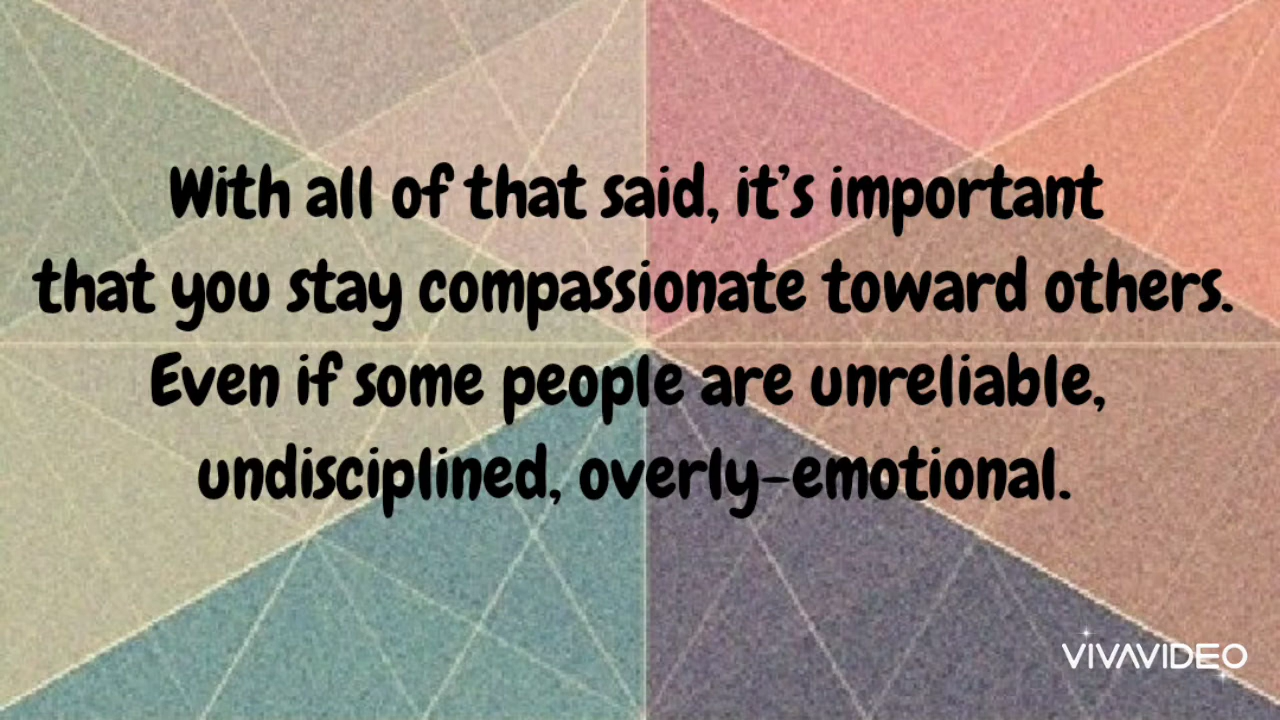 With all of that said, it's important
that you stay compassionate toward others.
Even if some people are unreliable,
undisciplined, overly-emotional.
VIVAVIDEO